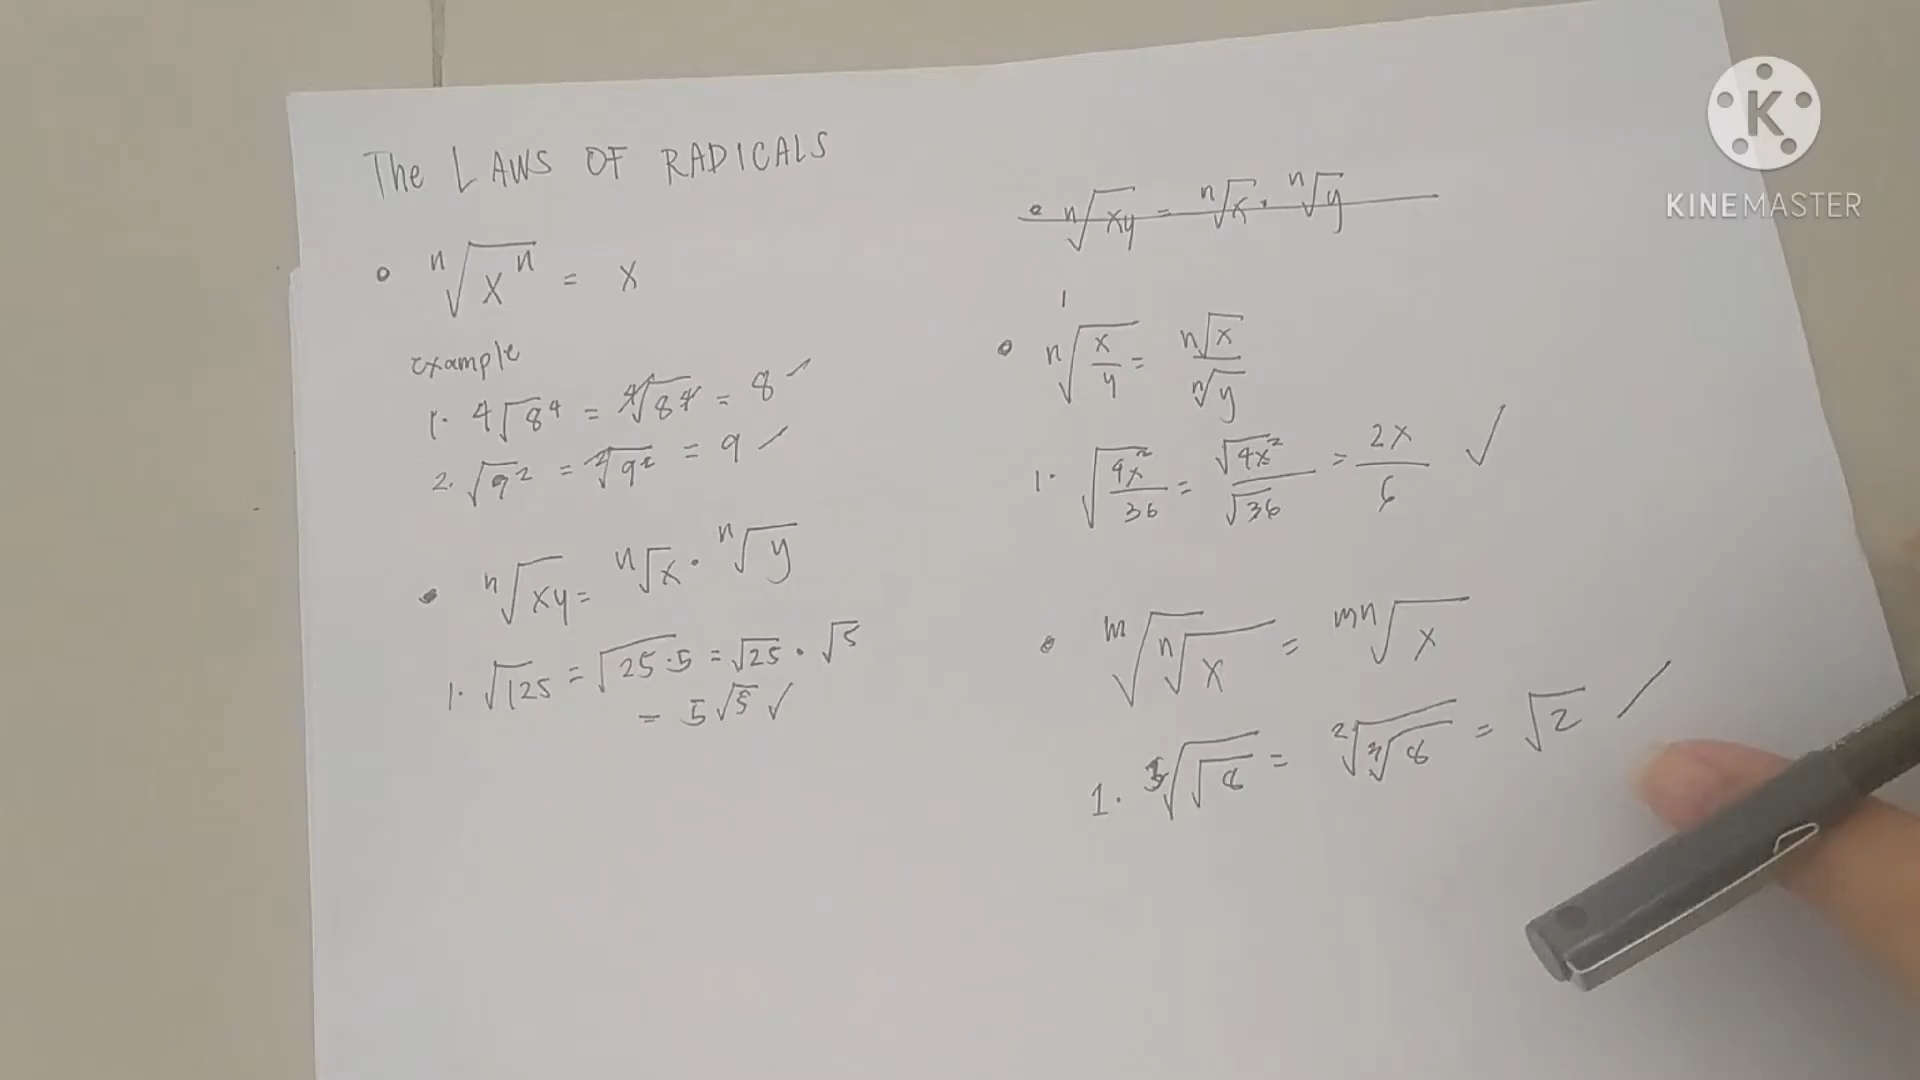 The LAWS OF RADICALS
ⁿ√(xⁿ) = x
example
1. ⁴√8⁴ = ⁴√8⁴ = 8 ✓
2. √9² = ²√9² = 9 ✓
• ⁿ√xy = ⁿ√x · ⁿ√y
1. √125 = √25·5 = √25 · √5
= 5√5 ✓
• ⁿ√xy = ⁿ√x · ⁿ√y
• ⁿ√(x/y) = ⁿ√x / ⁿ√y
1. √(4x²/36) = √4x² / √36 = 2x/6 ✓
• ᵐ√ⁿ√x = ᵐⁿ√x
1. ³√√8 = ²√³√8 = √2 ✓
KINEMASTER